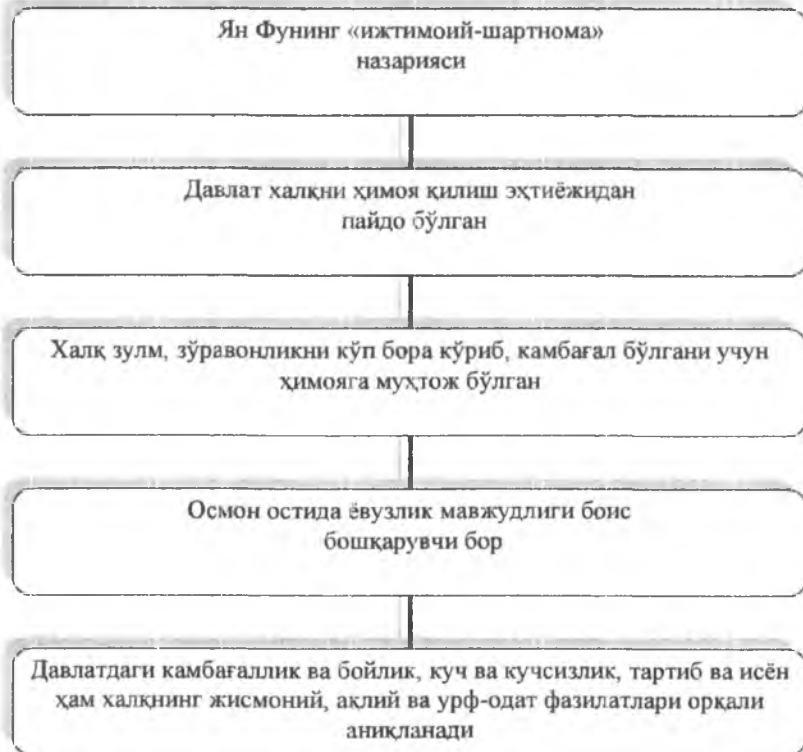 Ян Фунинг «ижтимоий-шартнома»
назарияси
Давлат халқни ҳимоя қилиш эҳтиёжидан
пайдо бўлган
Халқ зулм, зўравонликни кўп бора кўриб, камбағал бўлгани учун
ҳимояга муҳтож бўлган
Осмон остида ёвузлик мавжудлиги боис
бошқарувчи бор
Давлатдаги камбағаллик ва бойлик, куч ва кучсизлик, тартиб ва исён
ҳам халқнинг жисмоний, ақлий ва урф-одат фазилатлари орқали
аниқланади